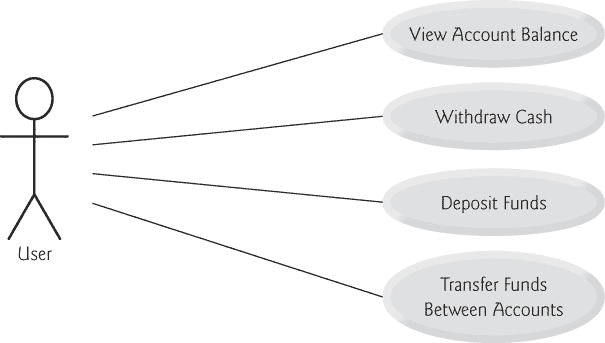 View Account Balance
Withdraw Cash
Deposit Funds
User
Transfer Funds
Between Accounts